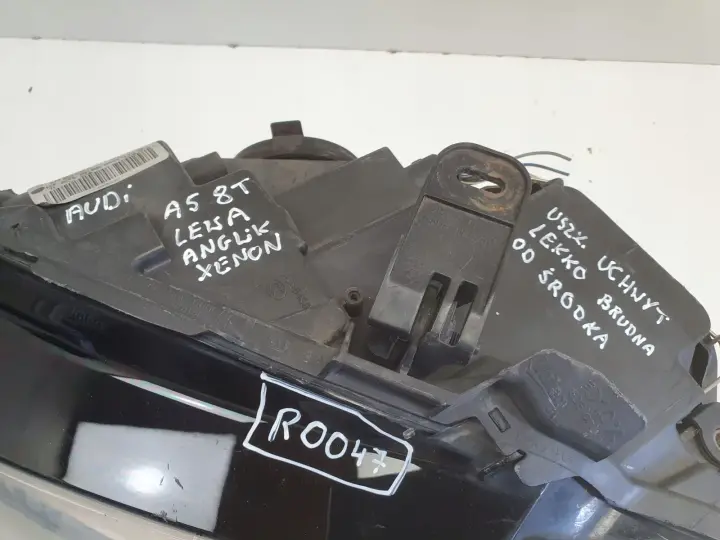 AUDi
A5 8T
LEWA
ANGLIK
XENON
USZK UCHWYT
LEKKO BRUDNA
OD ŚRODKA
R0047